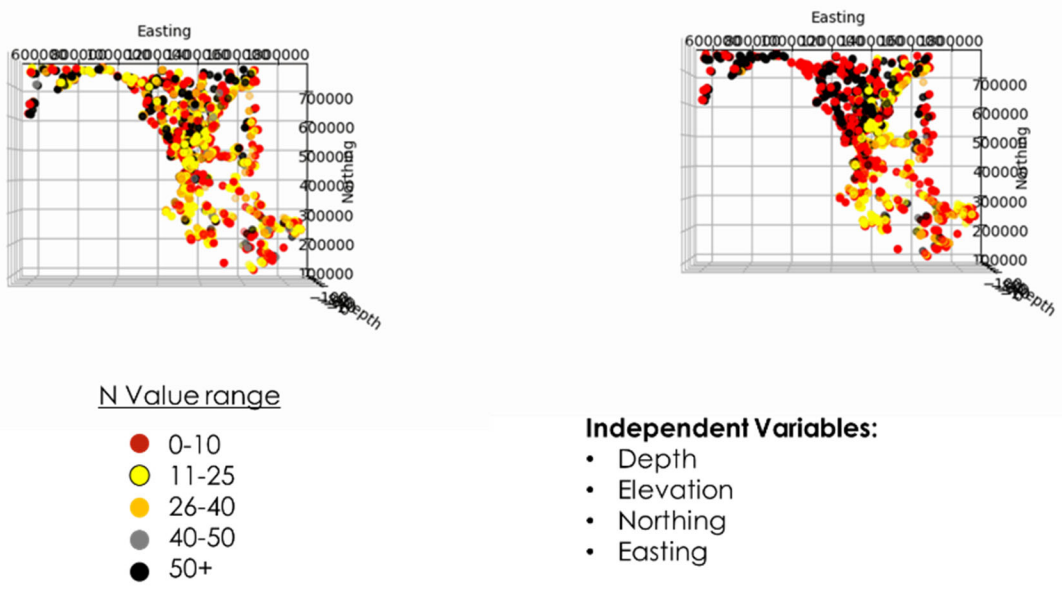 Easting
Easting
700000
600000
500000
400000
300000
200000
100000
Northing
Depth
700000
600000
500000
400000
300000
200000
100000
Northing
Depth
N Value range
0-10
11-25
26-40
40-50
50+
Independent Variables:
• Depth
• Elevation
• Northing
• Easting